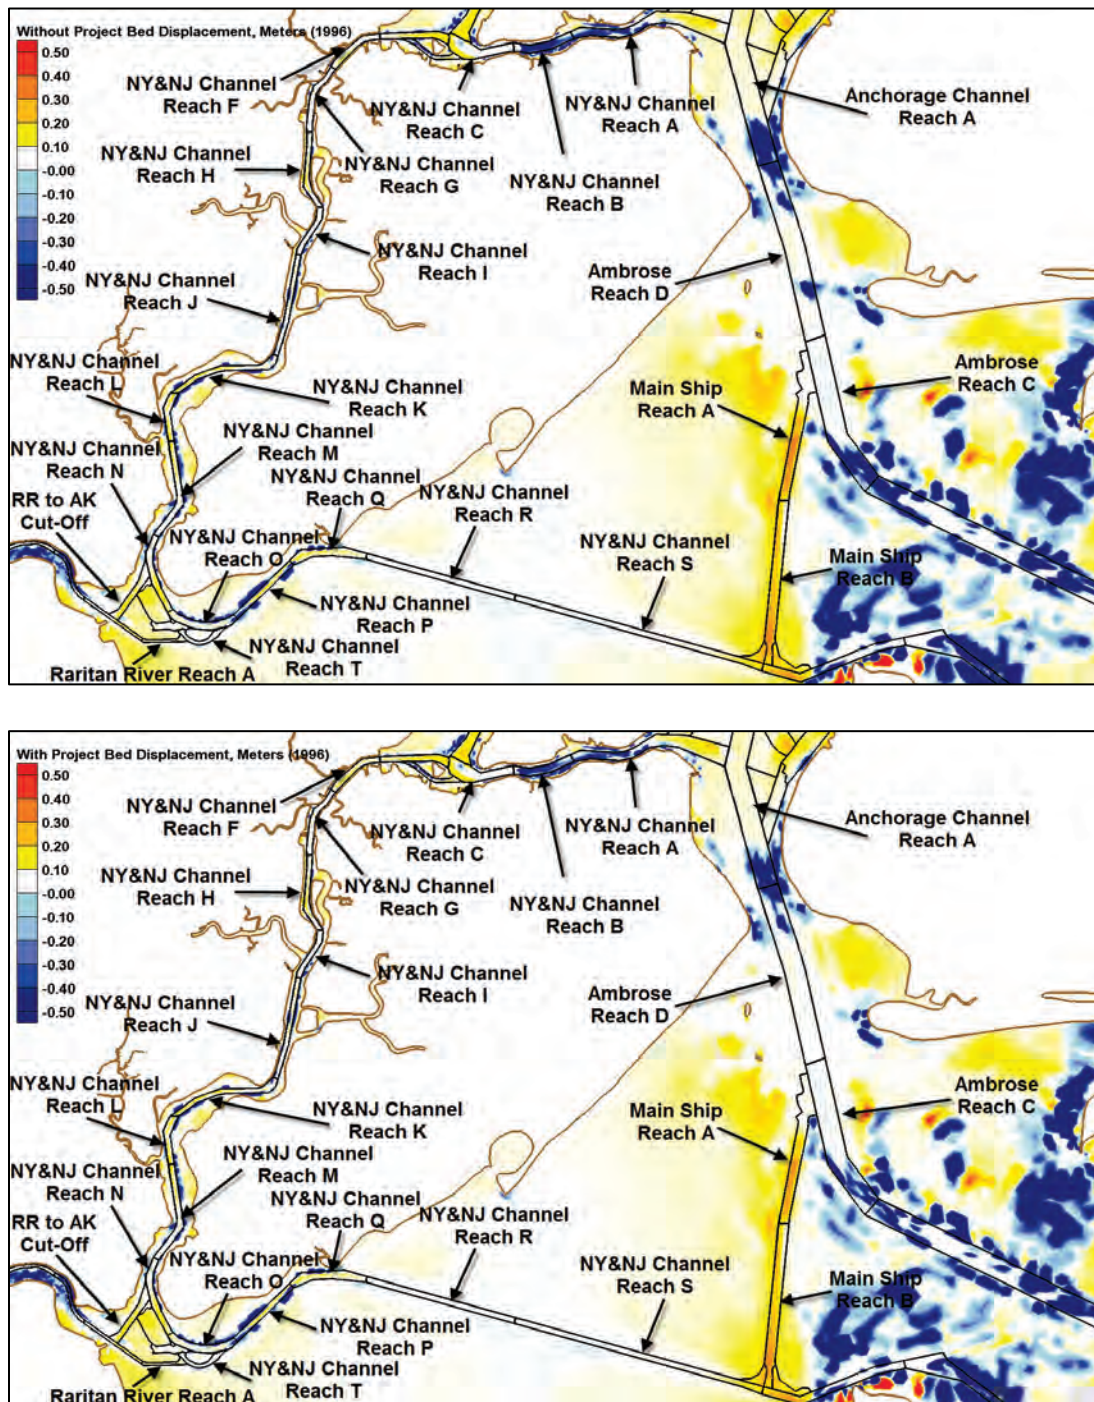 Without Project Bed Displacement, Meters (1996)
0.50
0.40
0.30
0.20
0.10
-0.00
-0.10
-0.20
-0.30
-0.40
-0.50
NY&NJ Channel
Reach F
NY&NJ Channel
Reach C
NY&NJ Channel
Reach A
Anchorage Channel
Reach A
NY&NJ Channel
Reach H
NY&NJ Channel
Reach G
NY&NJ Channel
Reach B
NY&NJ Channel
Reach I
Ambrose
Reach D
NY&NJ Channel
Reach J
NY&NJ Channel
Reach L
NY&NJ Channel
Reach K
Main Ship
Reach A
Ambrose
Reach C
NY&NJ Channel
Reach M
NY&NJ Channel
Reach N
NY&NJ Channel
Reach Q
NY&NJ Channel
Reach R
RR to AK
Cut-Off
NY&NJ Channel
Reach O
NY&NJ Channel
Reach S
Main Ship
Reach B
NY&NJ Channel
Reach P
NY&NJ Channel
Reach T
Raritan River Reach A
With Project Bed Displacement, Meters (1996)
0.50
0.40
0.30
0.20
0.10
-0.00
-0.10
-0.20
-0.30
-0.40
-0.50
NY&NJ Channel
Reach F
NY&NJ Channel
Reach C
NY&NJ Channel
Reach A
Anchorage Channel
Reach A
NY&NJ Channel
Reach H
NY&NJ Channel
Reach G
NY&NJ Channel
Reach B
NY&NJ Channel
Reach I
Ambrose
Reach D
NY&NJ Channel
Reach J
NY&NJ Channel
Reach L
NY&NJ Channel
Reach K
Main Ship
Reach A
Ambrose
Reach C
NY&NJ Channel
Reach M
NY&NJ Channel
Reach N
NY&NJ Channel
Reach Q
NY&NJ Channel
Reach R
RR to AK
Cut-Off
NY&NJ Channel
Reach O
NY&NJ Channel
Reach S
Main Ship
Reach B
NY&NJ Channel
Reach P
NY&NJ Channel
Reach T
Raritan River Reach A